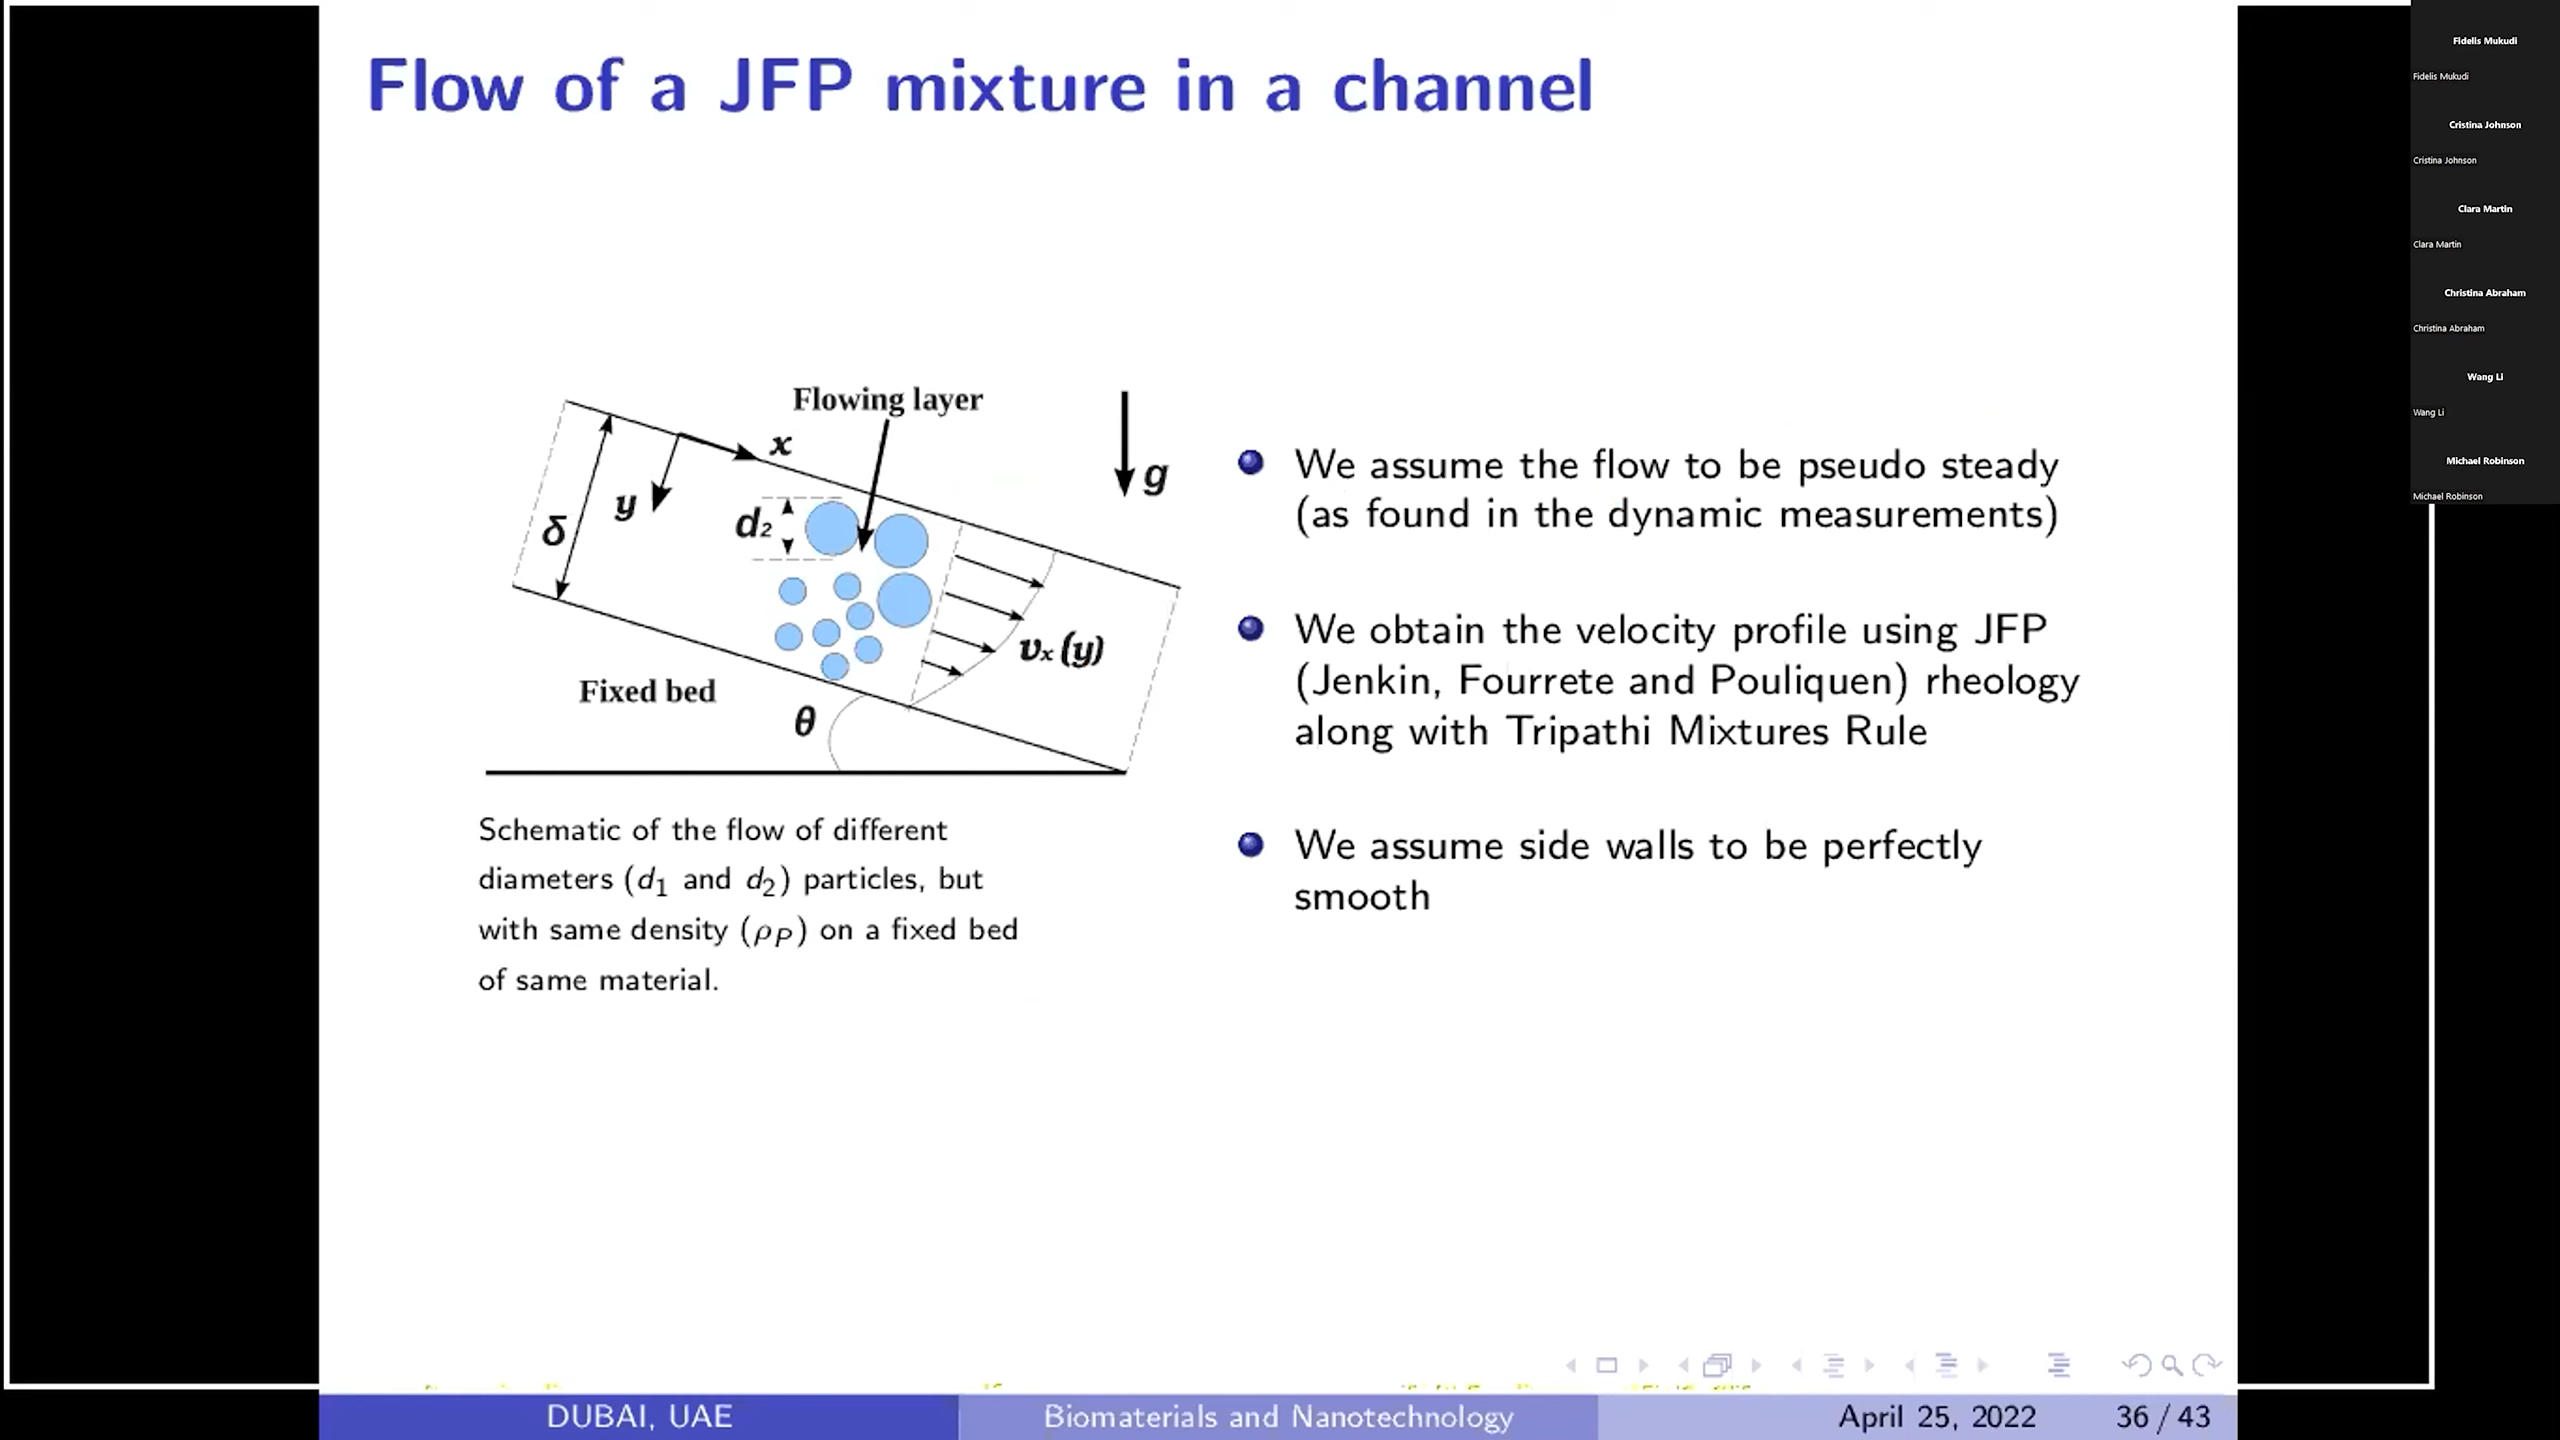 Flow of a JFP mixture in a channel
Flowing layer
x
g
y
d₂
δ
vₓ(y)
Fixed bed
θ
Schematic of the flow of different
diameters (d₁ and d₂) particles, but
with same density (ρ_P) on a fixed bed
of same material.
We assume the flow to be pseudo steady
(as found in the dynamic measurements)
We obtain the velocity profile using JFP
(Jenkin, Fourrete and Pouliquen) rheology
along with Tripathi Mixtures Rule
We assume side walls to be perfectly
smooth
DUBAI, UAE
Biomaterials and Nanotechnology
April 25, 2022
36 / 43
Fidelis Mukudi
Fidelis Mukudi
Cristina Johnson
Cristina Johnson
Clara Martin
Clara Martin
Christina Abraham
Christina Abraham
Wang Li
Wang Li
Michael Robinson
Michael Robinson